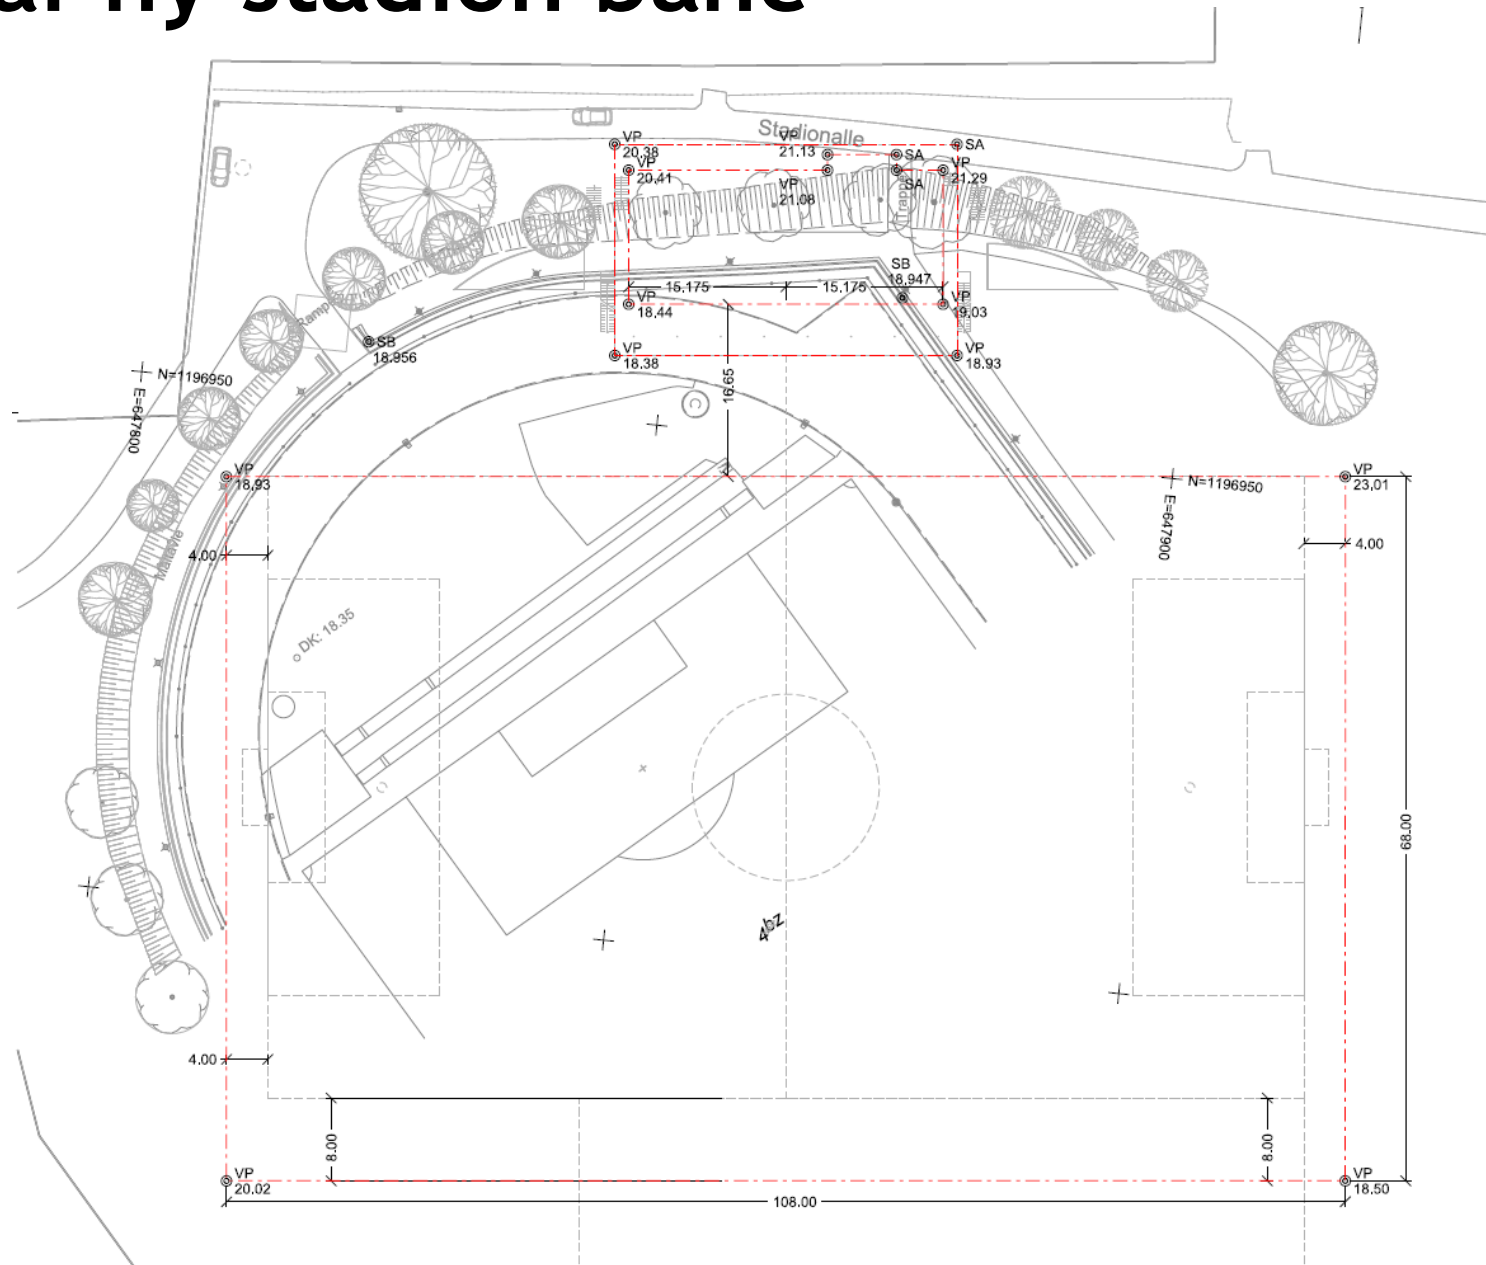 ny stadion bane
Stadionalle
VP
20.38
VP
21.13
SA
VP
20.41
SA
VP
21.29
SA
VP
21.08
Trappe
SB
18.947
15.175
15.175
VP
18.44
VP
19.03
Ramp
SB
18.956
VP
18.38
VP
18.93
N=1196950
E=647800
16.65
C
VP
18.93
N=1196950
E=647900
VP
23.01
4.00
4.00
DK: 18.35
68.00
4.00
8.00
8.00
VP
20.02
VP
18.50
108.00